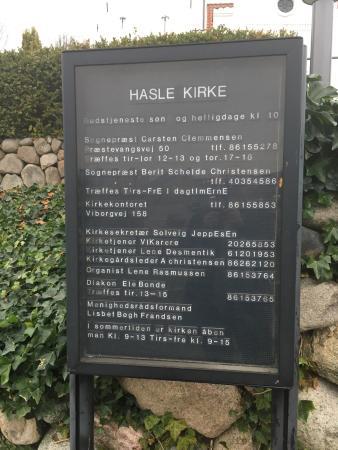 HASLE KIRKE
Gudstjeneste søn og helligdage kl 10
Sognepræst Carsten Clemmensen
Præstevangsvej 50 tlf. 86155278
Træffes tir-lor 12-13 og tor.17-18
Sognepræst Berit Schelde Christensen
tlf. 40354586
Træffes Tirs-FrE I dagtImErnE
Kirkekontoret tlf. 86155853
Viborgvej 158
Kirkesekretær Solveig JeppEsEn
Kirketjener ViKarere 20265853
Kirketjener Lene Desmentik 61201953
Kirkegårdsleder A christensen 86262120
Organist Lene Rasmussen 86153764
Diakon Ele Bonde
Træffes tir.13-15 86153765
Menighedsrådsformand
Lisbet Bøgh Frandsen
I sommertiden er kirken åben
man Kl. 9-13 Tirs-fre kl. 9-15